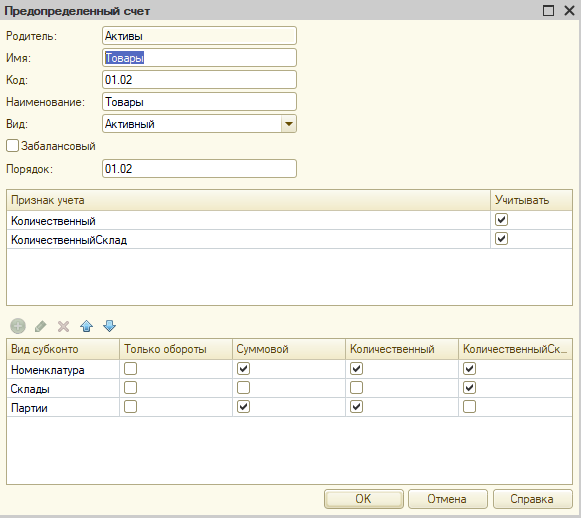 Предопределенный счет
Родитель: Активы
Имя: Товары
Код: 01.02
Наименование: Товары
Вид: Активный
Забалансовый
Порядок: 01.02
Признак учета Учитывать
Количественный
КоличественныйСклад
Вид субконто Только обороты Суммовой Количественный КоличественныйСк...
Номенклатура
Склады
Партии
OK Отмена Справка